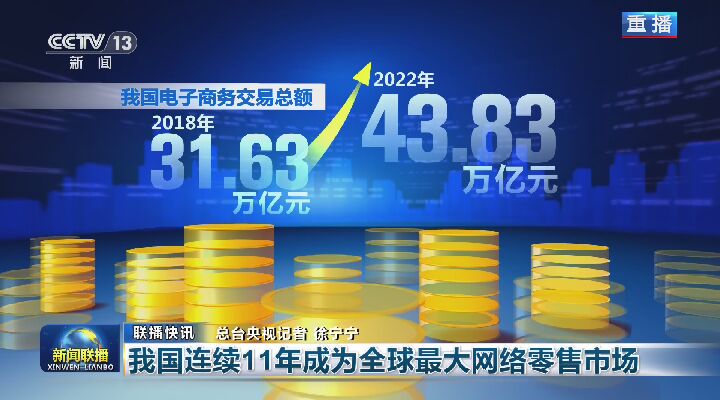 CCTV 13
新闻
重播
我国电子商务交易总额
2018年
31.63
万亿元
2022年
43.83
万亿元
联播快讯 总台央视记者 徐宁宁
新闻联播
XINWEN-LIANBO
我国连续11年成为全球最大网络零售市场